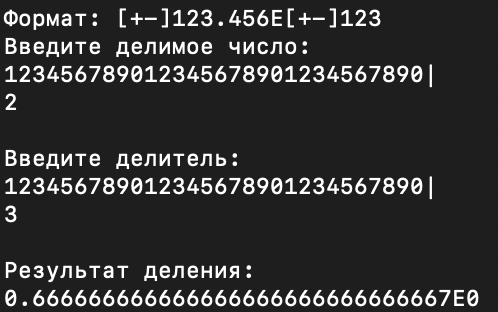 Формат: [+-]123.456E[+-]123
Введите делимое число:
123456789012345678901234567890|
2
Введите делитель:
123456789012345678901234567890|
3
Результат деления:
0.666666666666666666666666666667E0